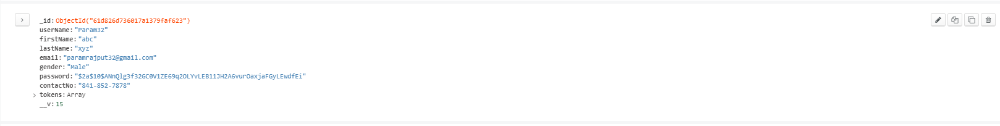 _id: ObjectId("61d826d736017a1379faf623")
userName: "Param32"
firstName: "abc"
lastName: "xyz"
email: "paramrajput32@gmail.com"
gender: "Male"
password: "$2a$10$ANnQlg3f32GC0V1ZE69q2OLYvLEB11JH2A6vurOaxjaFGyLEwdfEi"
contactNo: "841-852-7878"
tokens: Array
__v: 15